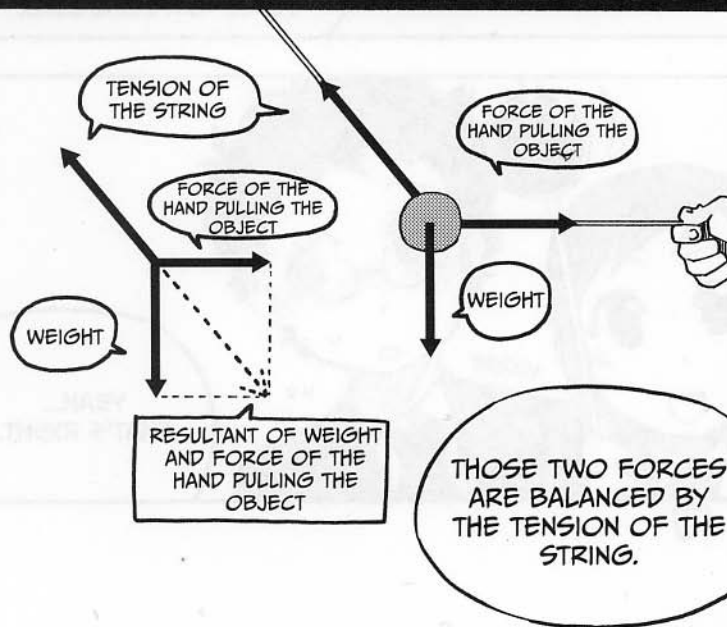 TENSION OF
THE STRING
FORCE OF THE
HAND PULLING THE
OBJECT
FORCE OF THE
HAND PULLING THE
OBJECT
WEIGHT
WEIGHT
RESULTANT OF WEIGHT
AND FORCE OF THE
HAND PULLING THE
OBJECT
THOSE TWO FORCES
ARE BALANCED BY
THE TENSION OF THE
STRING.
YEAH...